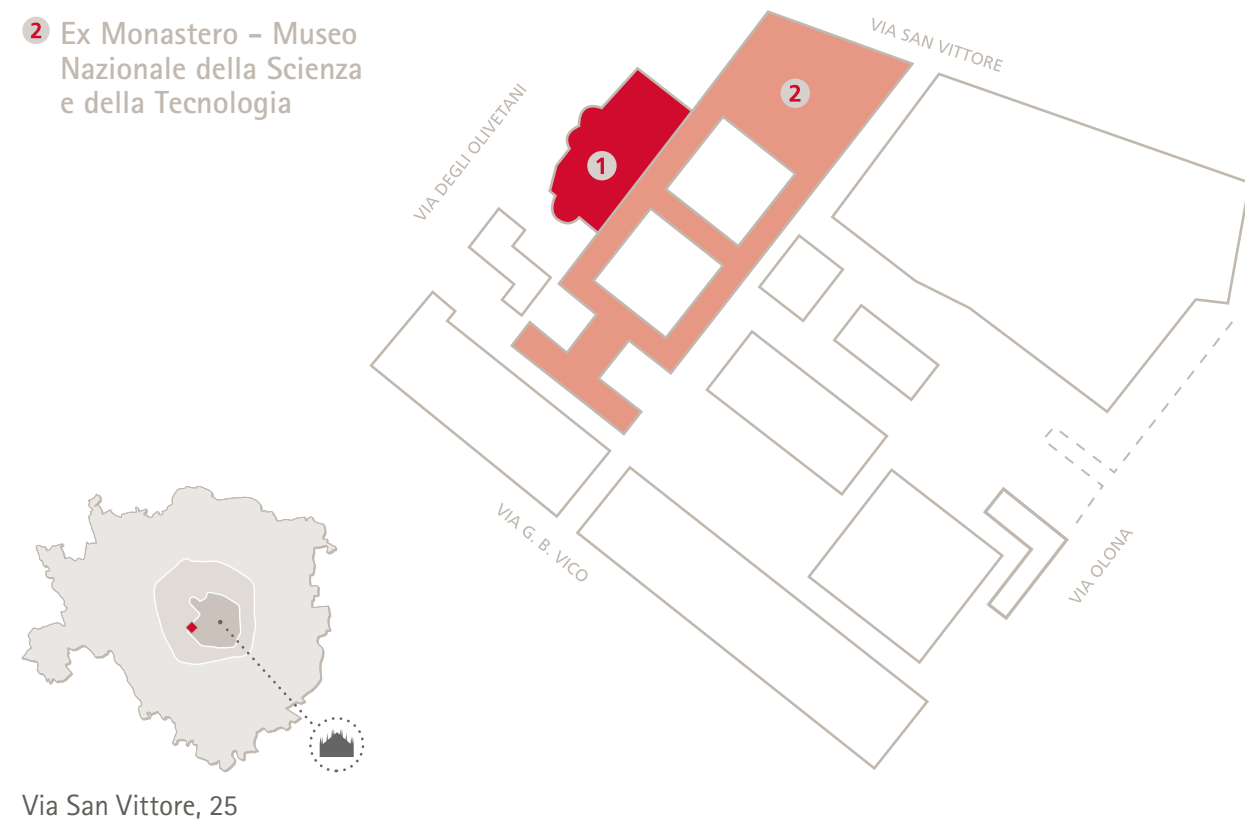 2 Ex Monastero – Museo
Nazionale della Scienza
e della Tecnologia
VIA SAN VITTORE
2
VIA DEGLI OLIVETANI
1
VIA G. B. VICO
VIA OLONA
Via San Vittore, 25